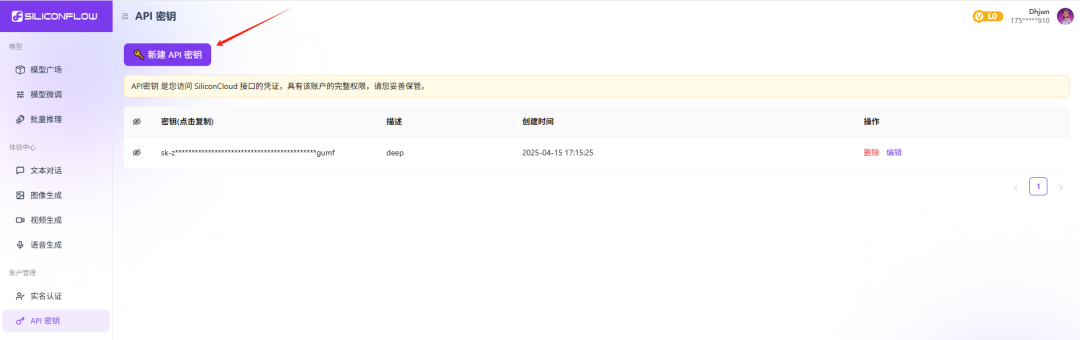 SILICONFLOW
API 密钥
L0
Dhjwn
175*****910
模型
模型广场
模型微调
批量推理
体验中心
文本对话
图像生成
视频生成
语音生成
账户管理
实名认证
API 密钥
新建 API 密钥
API密钥 是您访问 SiliconCloud 接口的凭证，具有该账户的完整权限，请您妥善保管。
密钥(点击复制) 描述 创建时间 操作
sk-z********************************************gumf deep 2025-04-15 17:15:25 删除 编辑
1